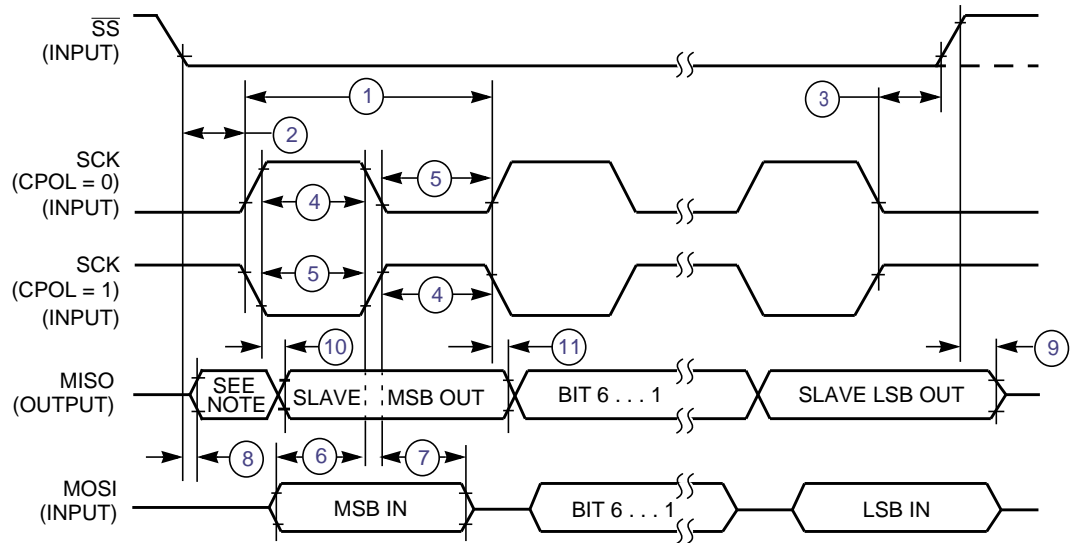 SS
(INPUT)
1
3
2
SCK
(CPOL = 0)
(INPUT)
5
4
SCK
(CPOL = 1)
(INPUT)
5
4
10
11
9
MISO
(OUTPUT)
SEE
NOTE
SLAVE
MSB OUT
BIT 6 . . . 1
SLAVE LSB OUT
8
6
7
MOSI
(INPUT)
MSB IN
BIT 6 . . . 1
LSB IN